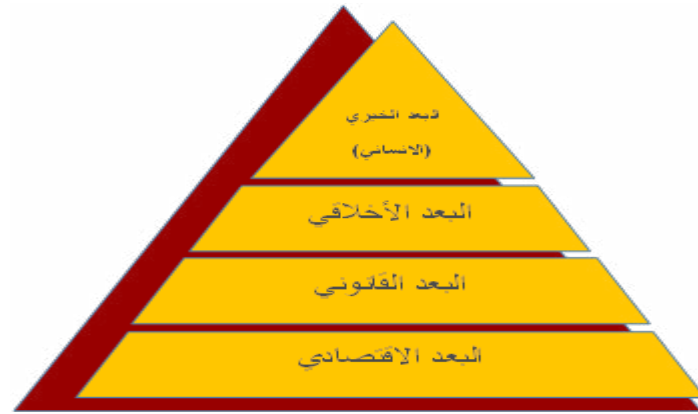 البعد الخيري
(الانساني)
البعد الأخلاقي
البعد القانوني
البعد الاقتصادي